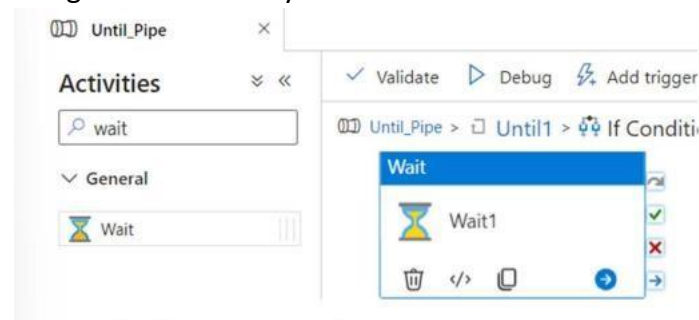 Until_Pipe
Activities
wait
General
Wait
Validate Debug Add trigger
Until_Pipe > Until1 > If Conditi
Wait
Wait1